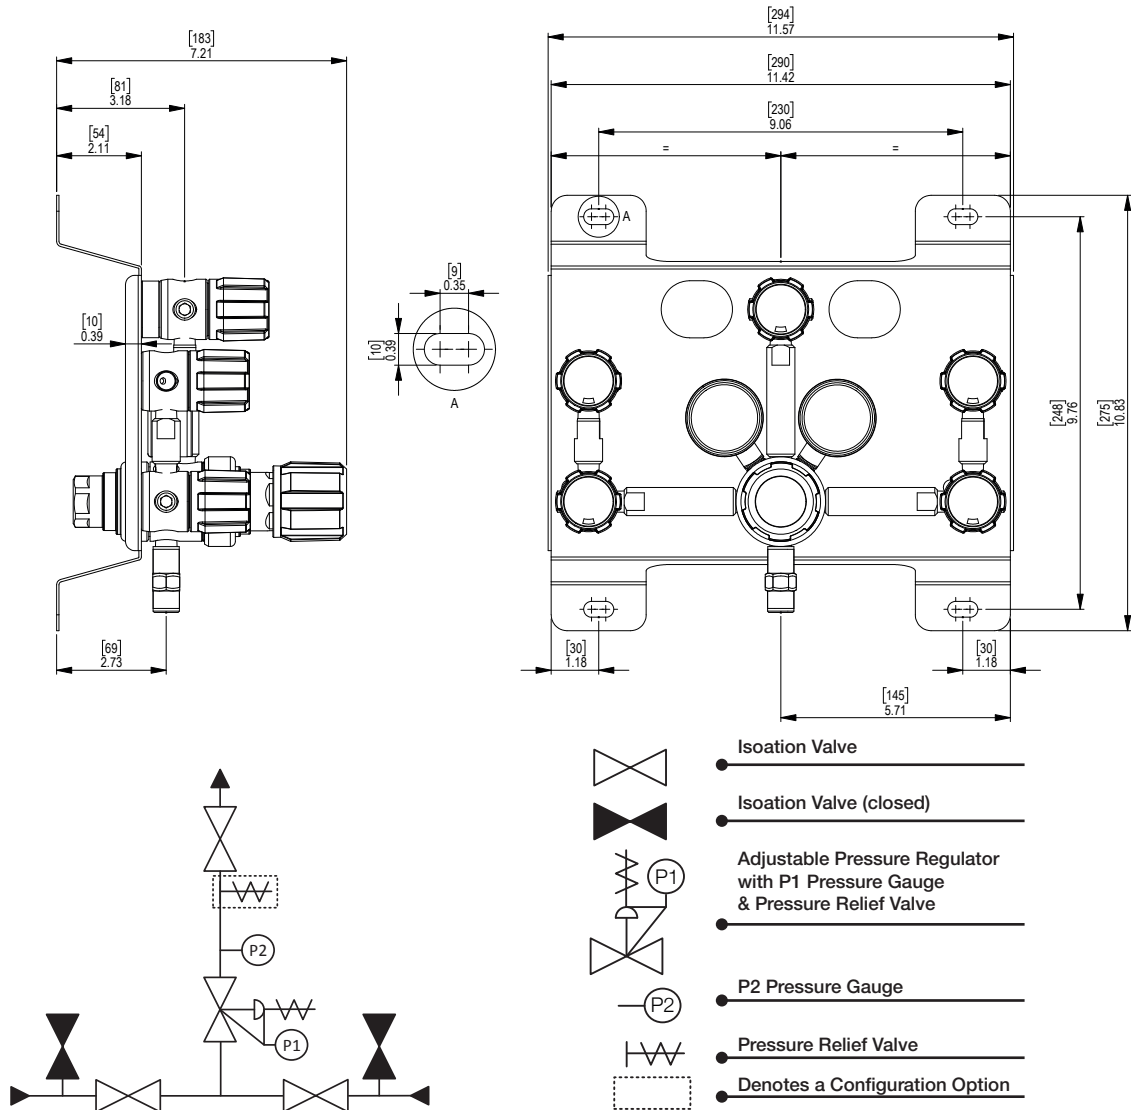 [183]
7.21
[81]
3.18
[54]
2.11
[10]
0.39
[69]
2.73
[9]
0.35
[10]
0.39
A
[294]
11.57
[290]
11.42
[230]
9.06
=
=
A
[248]
9.76
[275]
10.83
[30]
1.18
[30]
1.18
[145]
5.71
P2
P1
Isoation Valve
Isoation Valve (closed)
P1
Adjustable Pressure Regulator
with P1 Pressure Gauge
& Pressure Relief Valve
P2
P2 Pressure Gauge
Pressure Relief Valve
Denotes a Configuration Option